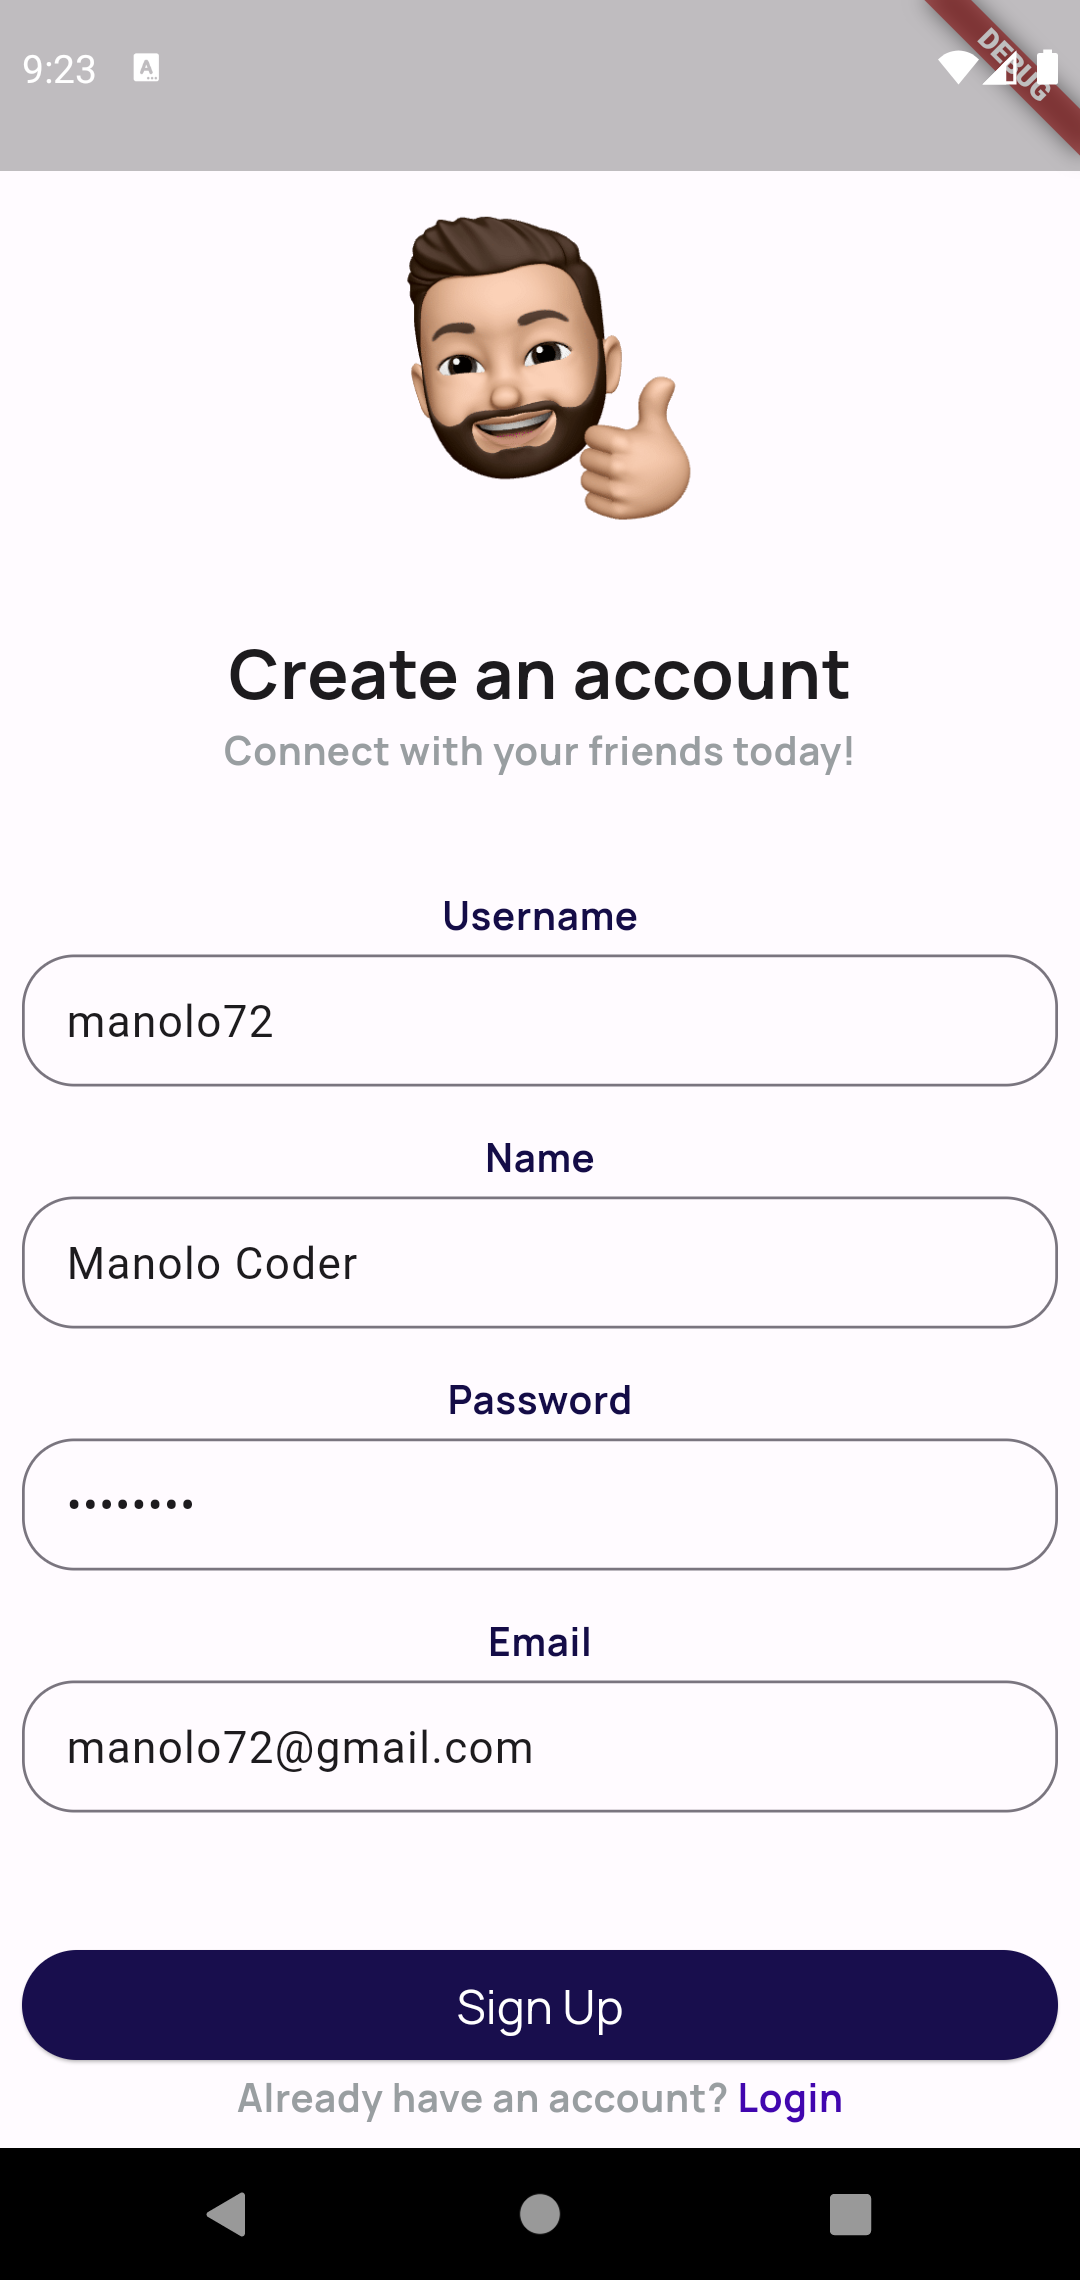 9:23
A
DEBUG
Create an account
Connect with your friends today!
Username
manolo72
Name
Manolo Coder
Password
••••••••
Email
manolo72@gmail.com
Sign Up
Already have an account? Login